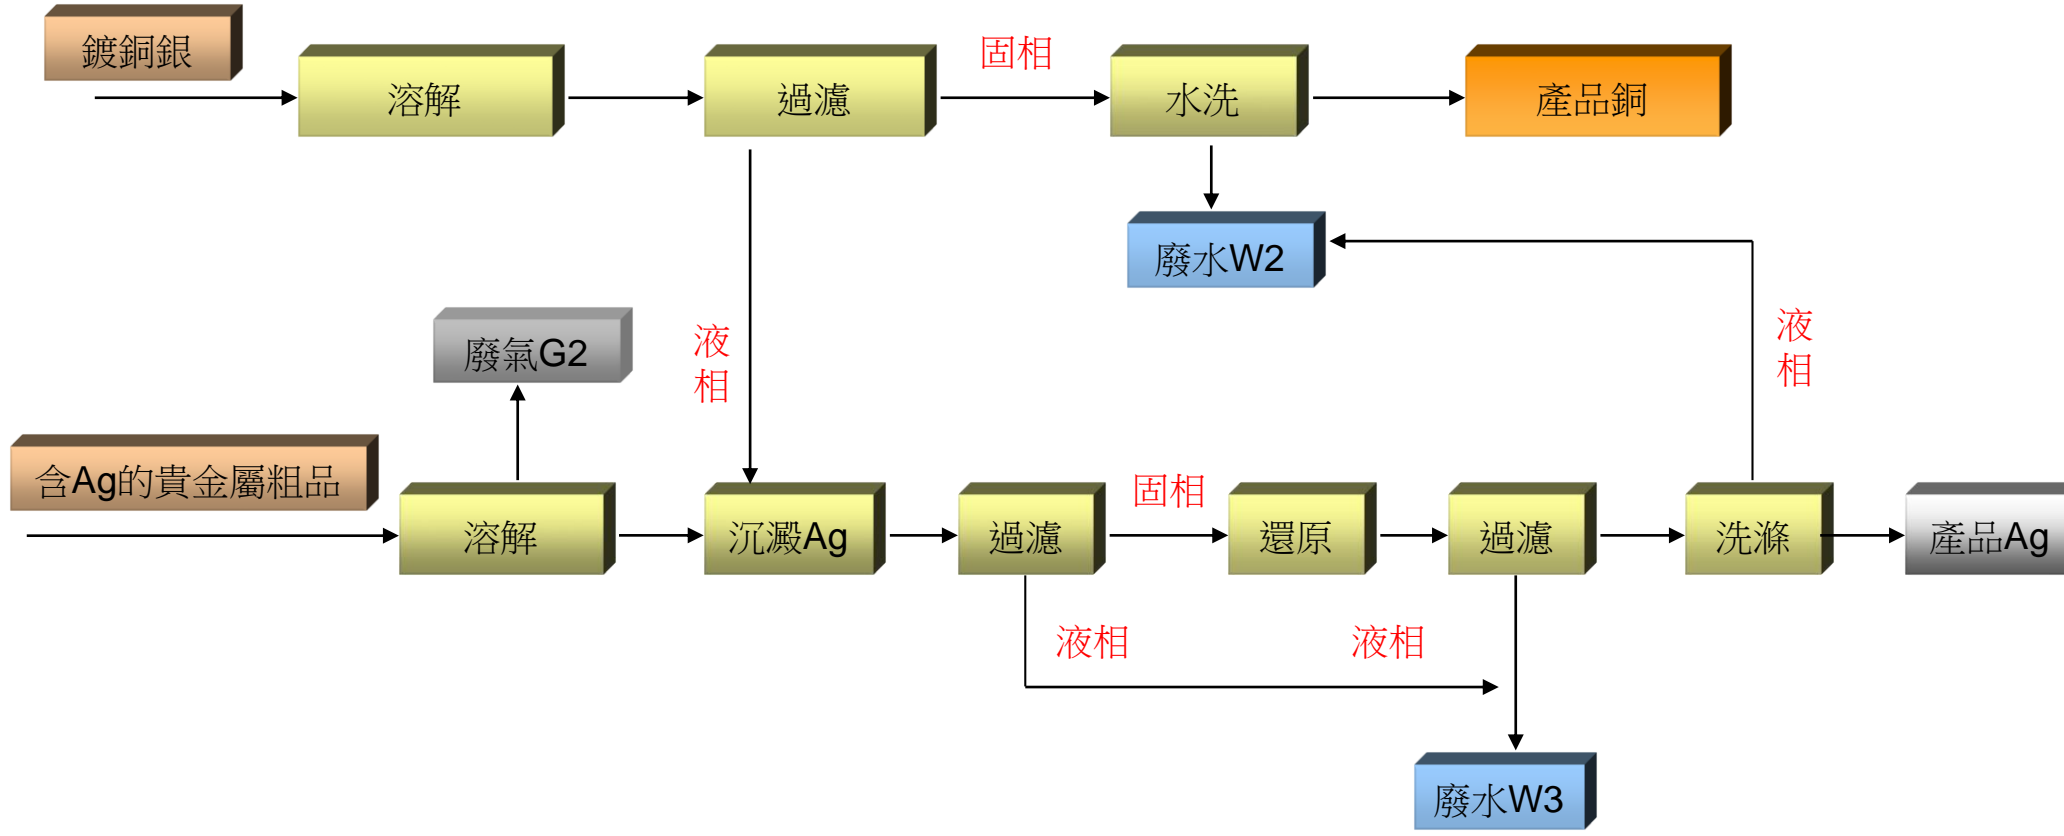 鍍銅銀
溶解
過濾
固相
水洗
產品銅
廢水W2
廢氣G2
液
相
液
相
含Ag的貴金屬粗品
溶解
沉澱Ag
過濾
固相
還原
過濾
洗滌
產品Ag
液相
液相
廢水W3